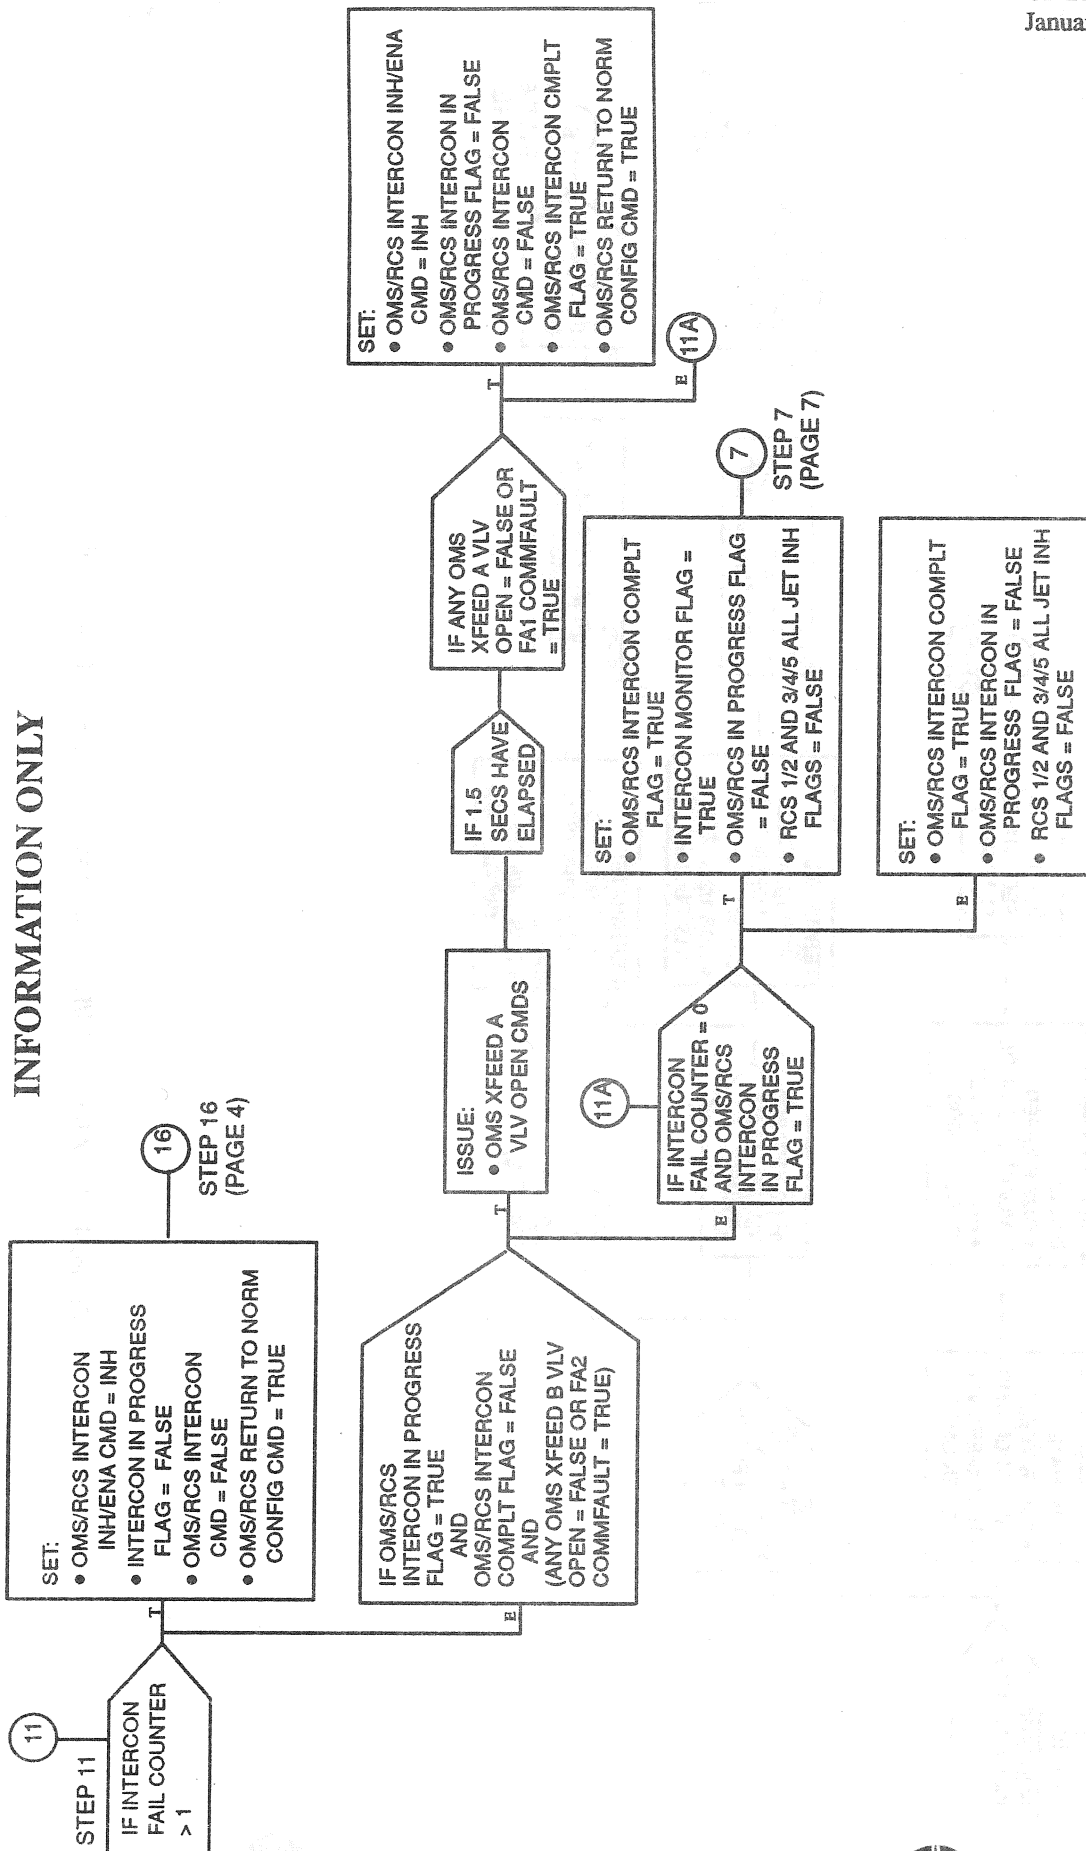 INFORMATION ONLY
11
STEP 11
IF INTERCON
FAIL COUNTER
> 1
T
E
SET:
• OMS/RCS INTERCON
INH/ENA CMD = INH
• INTERCON IN PROGRESS
FLAG = FALSE
• OMS/RCS INTERCON
CMD = FALSE
• OMS/RCS RETURN TO NORM
CONFIG CMD = TRUE
16
STEP 16
(PAGE 4)
IF OMS/RCS
INTERCON IN PROGRESS
FLAG = TRUE
AND
OMS/RCS INTERCON
COMPLT FLAG = FALSE
AND
(ANY OMS XFEED B VLV
OPEN = FALSE OR FA2
COMMFAULT = TRUE)
T
E
ISSUE:
• OMS XFEED A
VLV OPEN CMDS
IF 1.5
SECS HAVE
ELAPSED
IF ANY OMS
XFEED A VLV
OPEN = FALSE OR
FA1 COMMFAULT
= TRUE
T
E
SET:
• OMS/RCS INTERCON INH/ENA
CMD = INH
• OMS/RCS INTERCON IN
PROGRESS FLAG = FALSE
• OMS/RCS INTERCON
CMD = FALSE
• OMS/RCS INTERCON CMPLT
FLAG = TRUE
• OMS/RCS RETURN TO NORM
CONFIG CMD = TRUE
11A
11A
IF INTERCON
FAIL COUNTER = 0
AND OMS/RCS
INTERCON
IN PROGRESS
FLAG = TRUE
T
E
SET:
• OMS/RCS INTERCON COMPLT
FLAG = TRUE
• INTERCON MONITOR FLAG =
TRUE
• OMS/RCS IN PROGRESS FLAG
= FALSE
• RCS 1/2 AND 3/4/5 ALL JET INH
FLAGS = FALSE
7
STEP 7
(PAGE 7)
SET:
• OMS/RCS INTERCON COMPLT
FLAG = TRUE
• OMS/RCS INTERCON IN
PROGRESS FLAG = FALSE
• RCS 1/2 AND 3/4/5 ALL JET INH
FLAGS = FALSE